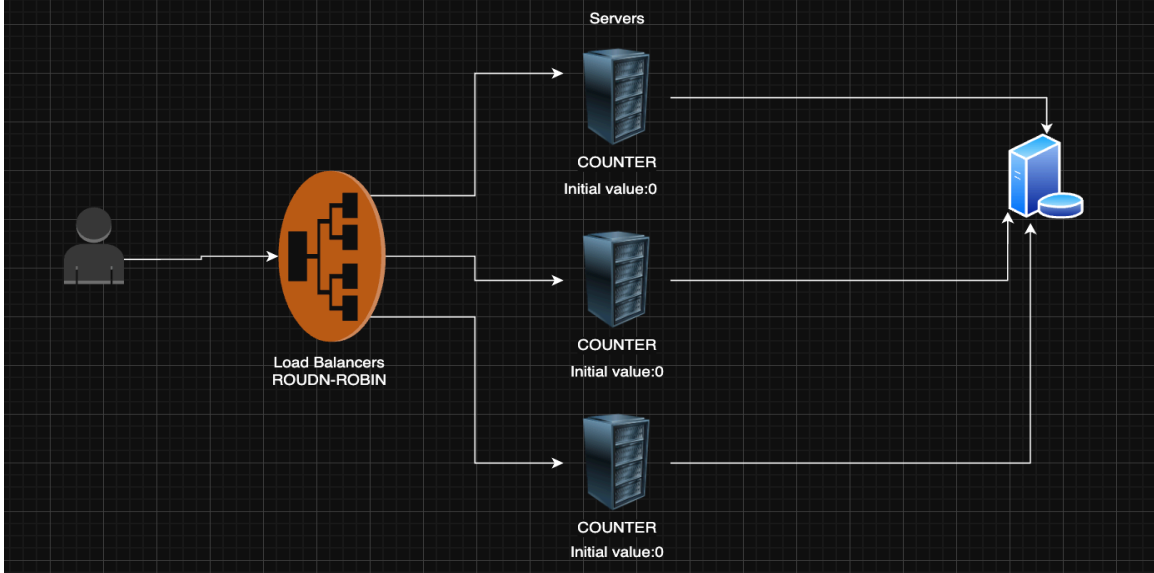 Servers
COUNTER
Initial value:0
Load Balancers
ROUDN-ROBIN
COUNTER
Initial value:0
COUNTER
Initial value:0